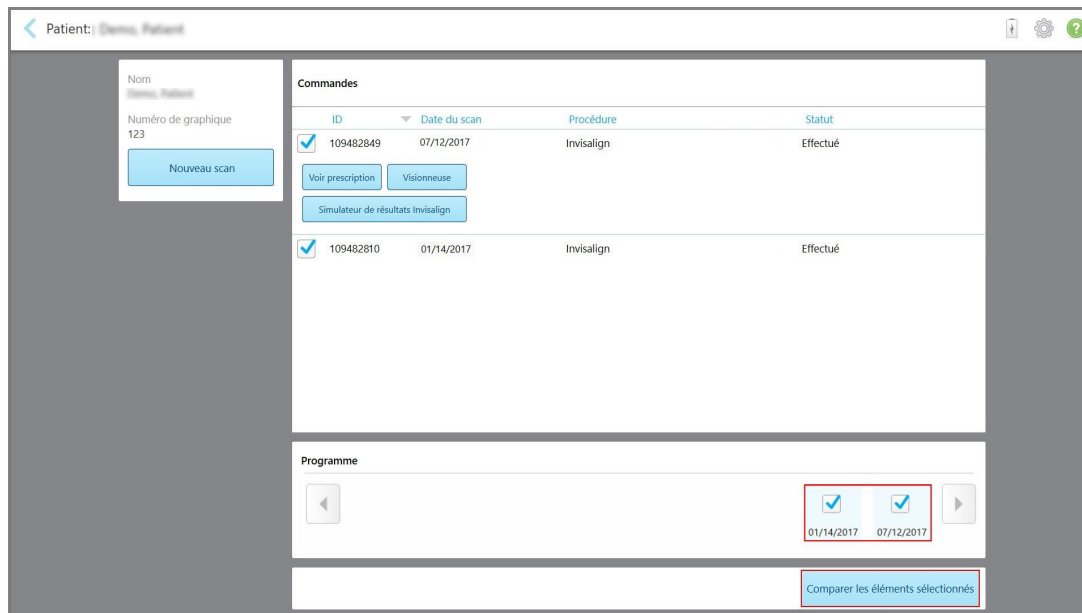 Patient:
Nom
Numéro de graphique
123
Nouveau scan
Commandes
ID Date du scan Procédure Statut
109482849 07/12/2017 Invisalign Effectué
Voir prescription Visionneuse
Simulateur de résultats Invisalign
109482810 01/14/2017 Invisalign Effectué
Programme
01/14/2017 07/12/2017
Comparer les éléments sélectionnés